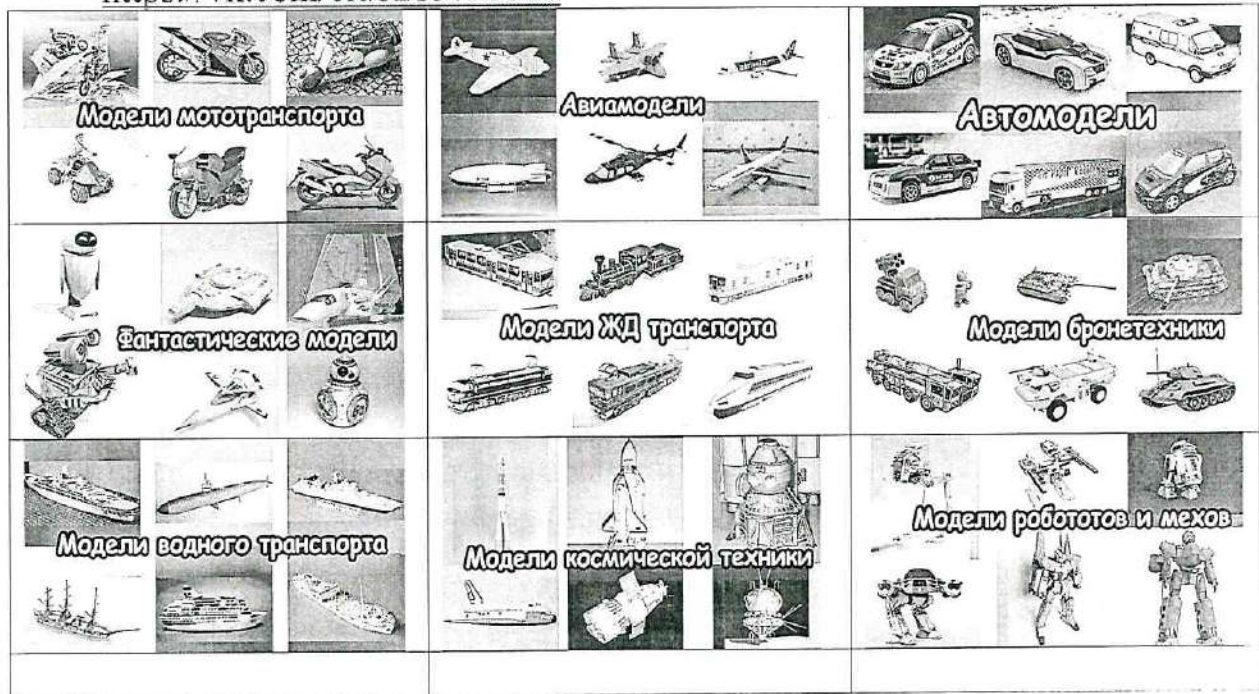 Модели мототранспорта
Авиамодели
Автомодели
Фантастические модели
Модели ЖД транспорта
Модели бронетехники
Модели водного транспорта
Модели космической техники
Модели робототов и мехов